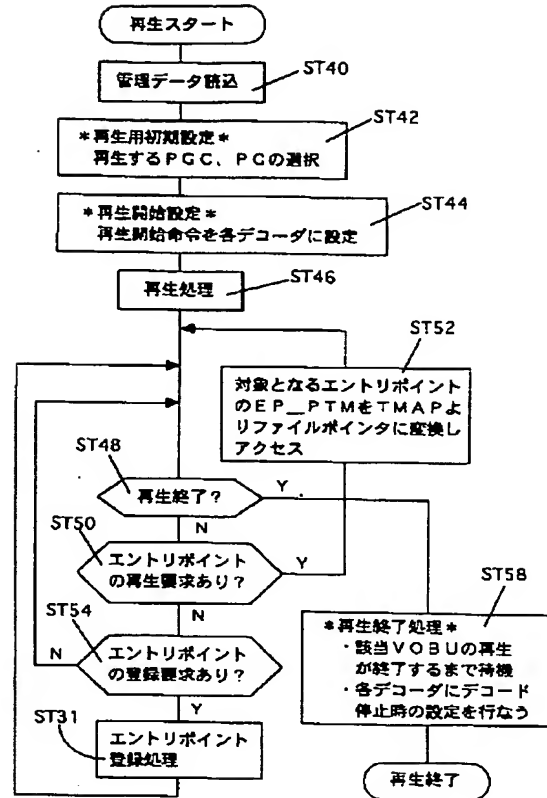 再生スタート
管理データ読込
ST40
ST42
*再生用初期設定*
再生するPGC、PGの選択
ST44
*再生開始設定*
再生開始命令を各デコーダに設定
ST46
再生処理
ST52
対象となるエントリポイント
のEP__PTMをTMAPよ
りファイルポインタに変換し
アクセス
ST48
再生終了?
Y
N
ST50
エントリポイント
の再生要求あり?
Y
N
ST54
エントリポイント
の登録要求あり?
N
Y
ST31
エントリポイント
登録処理
ST58
*再生終了処理*
・該当VOBUの再生
が終了するまで待機
・各デコーダにデコード
停止時の設定を行なう
再生終了